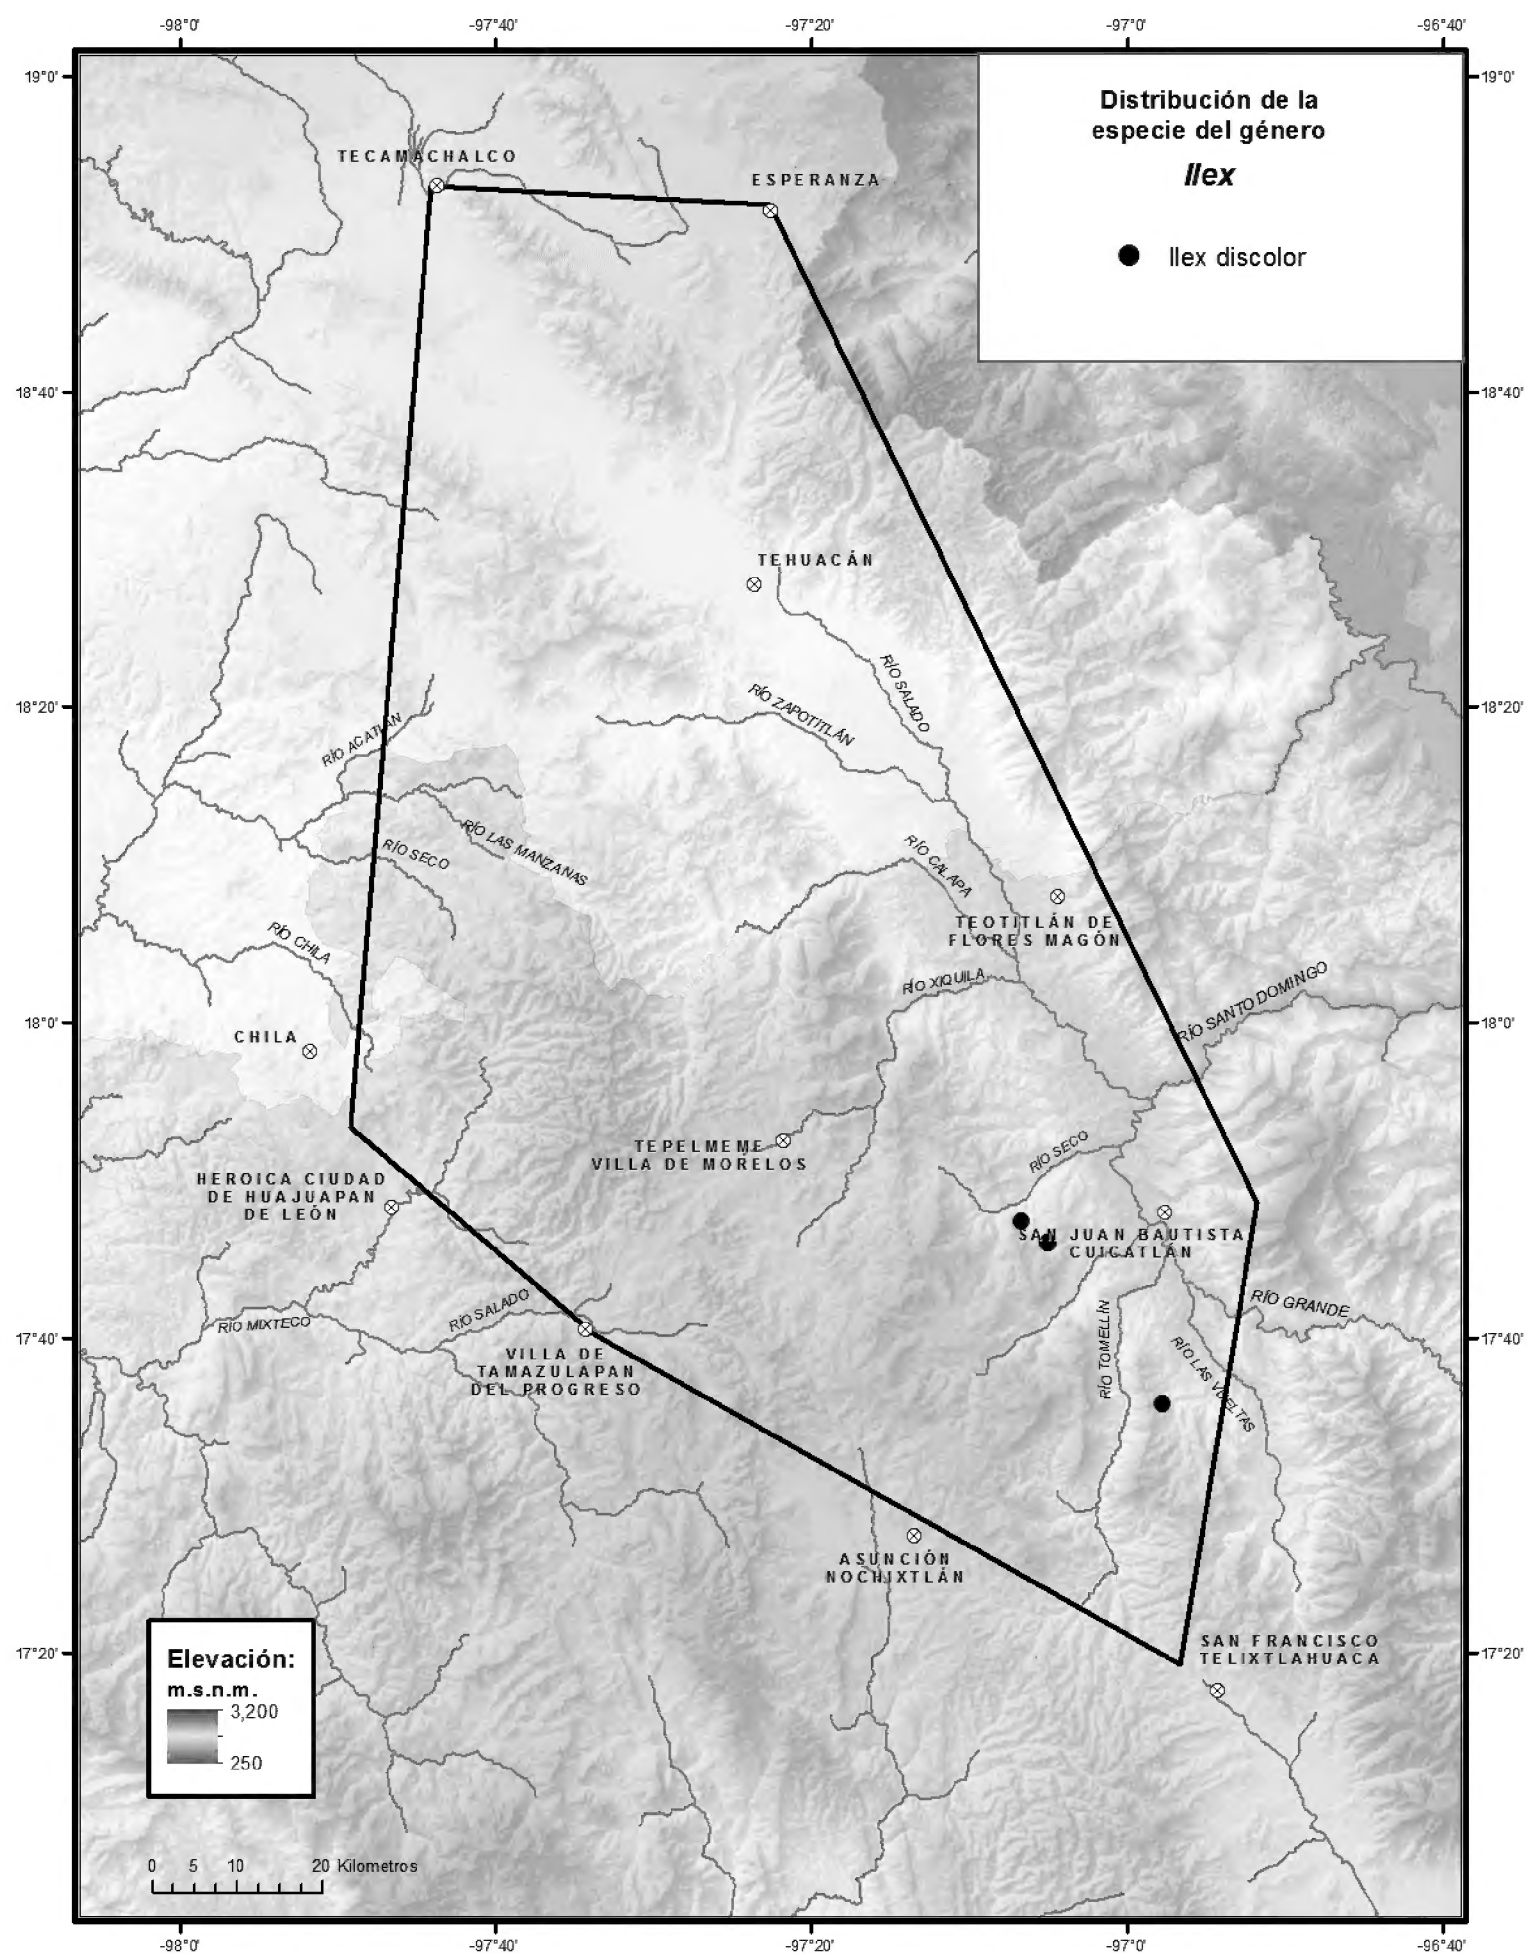 -98°0' -97°40' -97°20' -97°0' -96°40'
19°0' 19°0'
Distribución de la
especie del género
Ilex
Ilex discolor
TECAMACHALCO
ESPERANZA
18°40' 18°40'
TEHUACÁN
RÍO SALADO
RÍO ZAPOTITLÁN
18°20' 18°20'
RÍO ACATLÁN
RÍO LAS MANZANAS
RÍO SECO
RÍO CALAPA
TEOTITLÁN DE
FLORES MAGÓN
RÍO CHILA
RÍO XIQUILA
RÍO SANTO DOMINGO
18°0' 18°0'
CHILA
TEPELMEME
VILLA DE MORELOS
RÍO SECO
HEROICA CIUDAD
DE HUAJUAPAN
DE LEÓN
SAN JUAN BAUTISTA
CUICATLÁN
RÍO MIXTECO
RÍO SALADO
RÍO GRANDE
17°40' 17°40'
VILLA DE
TAMAZULAPAN
DEL PROGRESO
RÍO TOMELLÍN
RÍO LAS VUELTAS
ASUNCIÓN
NOCHIXTLÁN
SAN FRANCISCO
TELIXTLAHUACA
17°20' 17°20'
Elevación:
m.s.n.m.
3,200
250
0 5 10 20 Kilometros
-98°0' -97°40' -97°20' -97°0' -96°40'